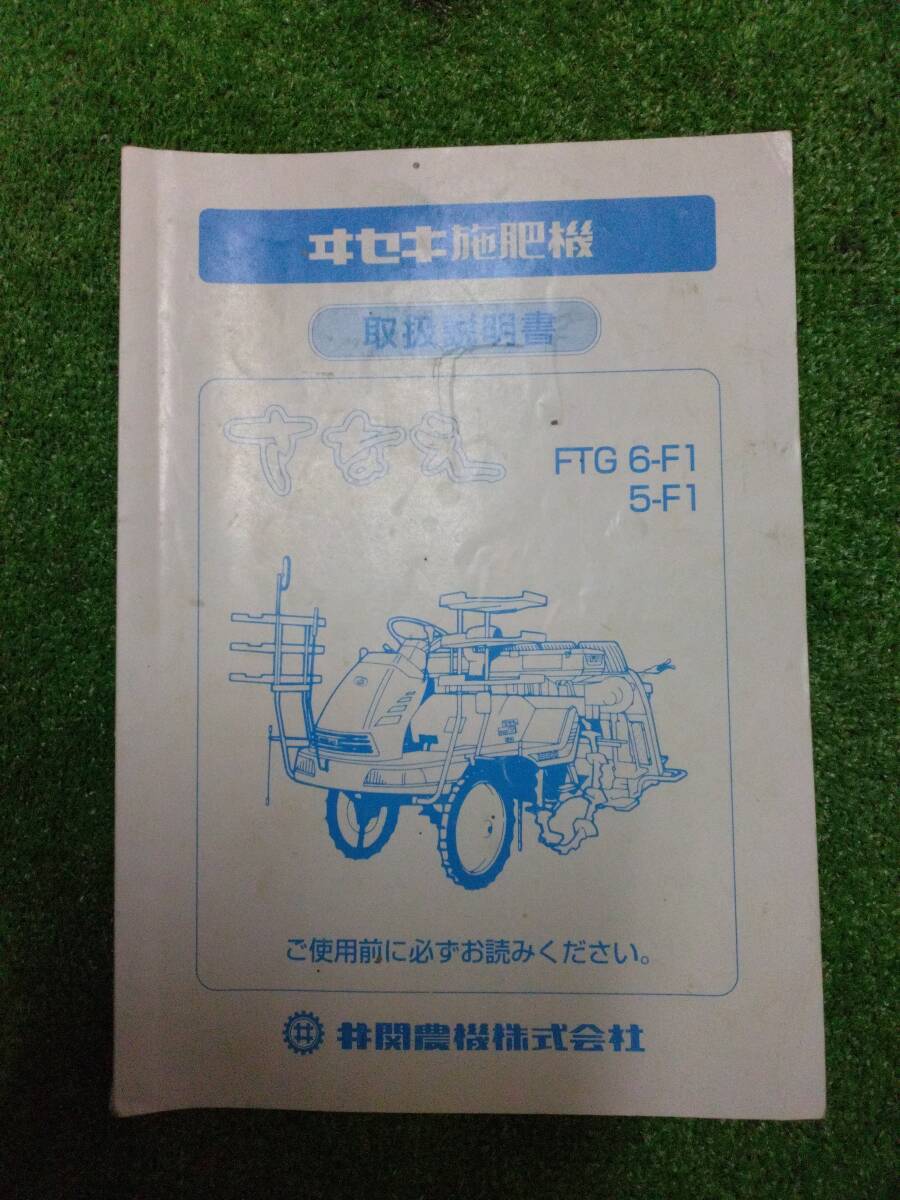 ヰセキ施肥機
取扱説明書
さなえ
FTG 6-F1
5-F1
ご使用前に必ずお読みください。
井関農機株式会社